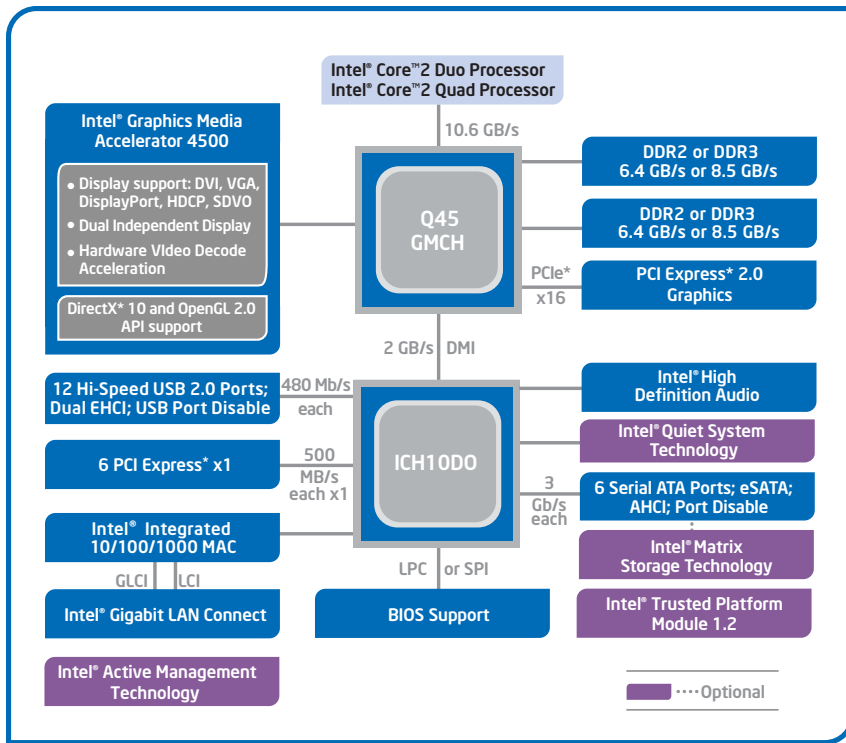 Intel® Core™2 Duo Processor
Intel® Core™2 Quad Processor
10.6 GB/s
Intel® Graphics Media
Accelerator 4500
• Display support: DVI, VGA,
DisplayPort, HDCP, SDVO
• Dual Independent Display
• Hardware VIdeo Decode
Acceleration
DirectX* 10 and OpenGL 2.0
API support
Q45
GMCH
DDR2 or DDR3
6.4 GB/s or 8.5 GB/s
DDR2 or DDR3
6.4 GB/s or 8.5 GB/s
PCIe*
x16
PCI Express* 2.0
Graphics
2 GB/s DMI
12 Hi-Speed USB 2.0 Ports;
Dual EHCI; USB Port Disable
480 Mb/s
each
6 PCI Express* x1
500
MB/s
each x1
Intel® Integrated
10/100/1000 MAC
GLCI LCI
Intel® Gigabit LAN Connect
Intel® Active Management
Technology
ICH10DO
LPC or SPI
BIOS Support
Intel® High
Definition Audio
Intel® Quiet System
Technology
3
Gb/s
each
6 Serial ATA Ports; eSATA;
AHCI; Port Disable
Intel® Matrix
Storage Technology
Intel® Trusted Platform
Module 1.2
····Optional